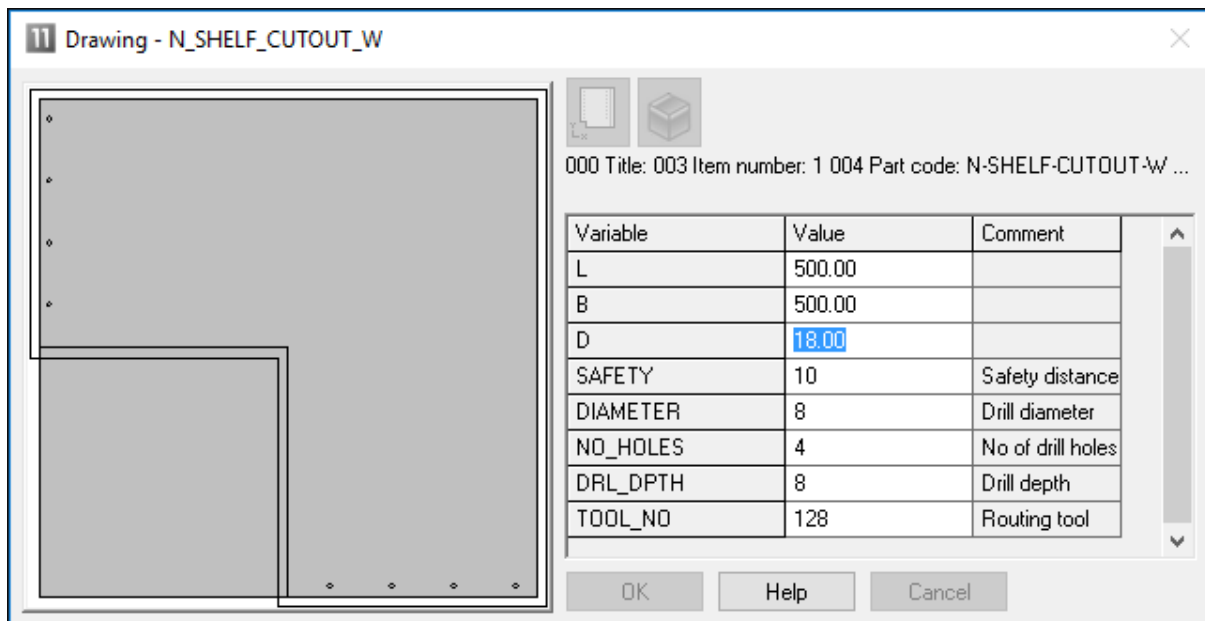 11 Drawing - N_SHELF_CUTOUT_W
000 Title: 003 Item number: 1 004 Part code: N-SHELF-CUTOUT-W ...
Variable Value Comment
L 500.00
B 500.00
D 18.00
SAFETY 10 Safety distance
DIAMETER 8 Drill diameter
NO_HOLES 4 No of drill holes
DRL_DPTH 8 Drill depth
TOOL_NO 128 Routing tool
OK Help Cancel